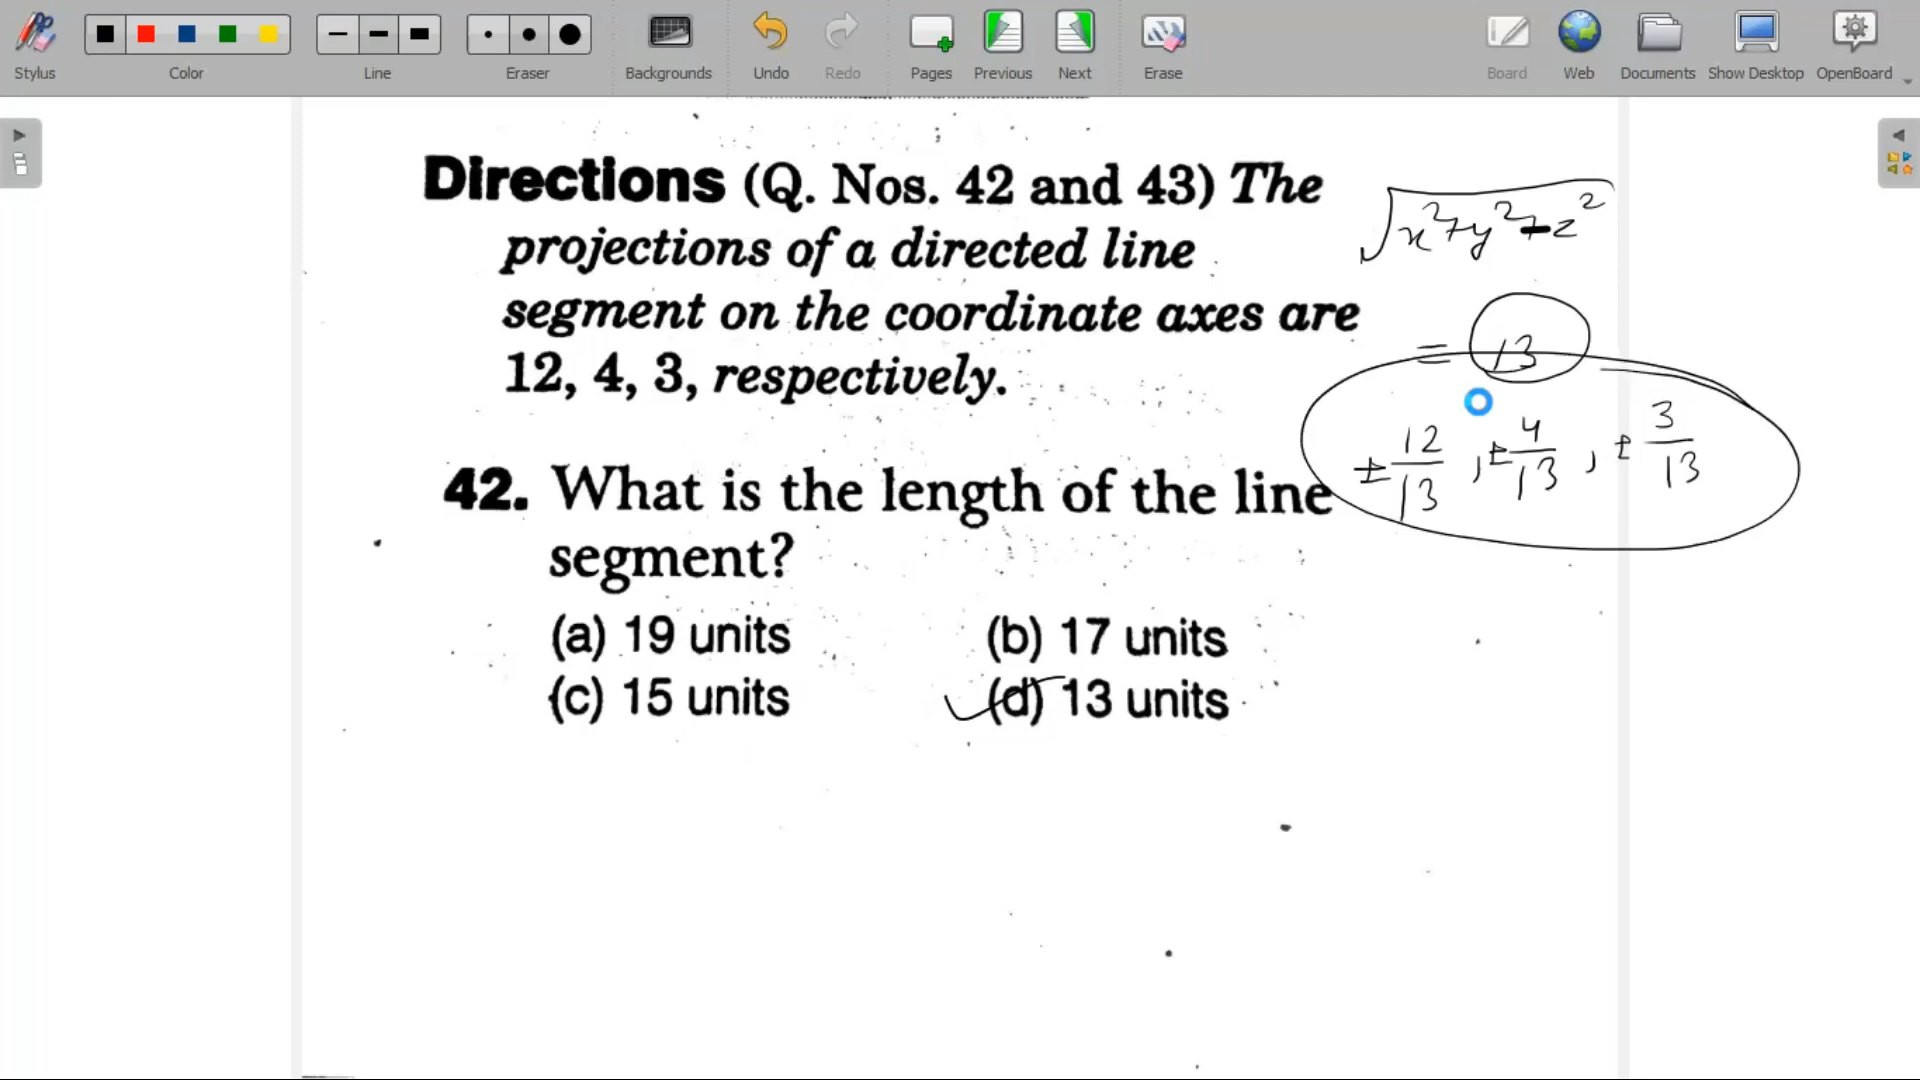 Stylus
Color
Line
Eraser
Backgrounds
Undo
Redo
Pages
Previous
Next
Erase
Board
Web
Documents
Show Desktop
OpenBoard
Directions (Q. Nos. 42 and 43) The
projections of a directed line
segment on the coordinate axes are
12, 4, 3, respectively.
√x²+y²+z²
= 13
± 12/13 , ± 4/13 , ± 3/13
42. What is the length of the line
segment?
(a) 19 units (b) 17 units
(c) 15 units (d) 13 units